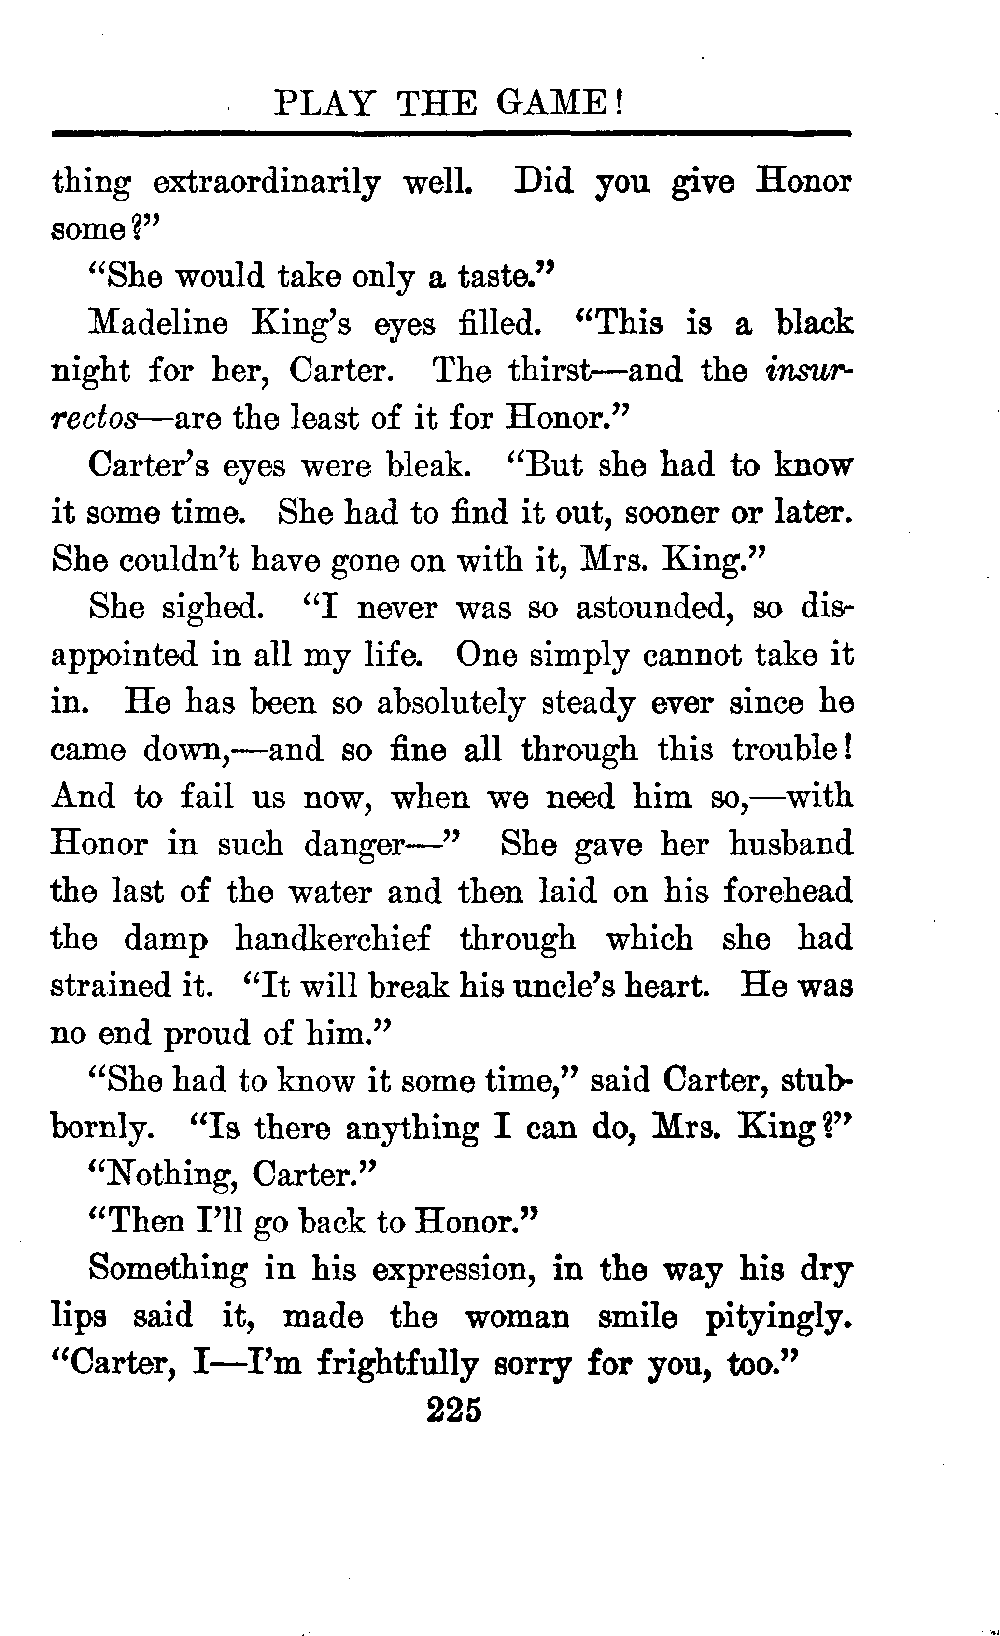 PLAY THE GAME!
thing extraordinarily well. Did you give Honor
some?”
“She would take only a taste.”
Madeline King’s eyes filled. “This is a black
night for her, Carter. The thirst—and the insur-
rectos—are the least of it for Honor.”
Carter’s eyes were bleak. “But she had to know
it some time. She had to find it out, sooner or later.
She couldn’t have gone on with it, Mrs. King.”
She sighed. “I never was so astounded, so dis-
appointed in all my life. One simply cannot take it
in. He has been so absolutely steady ever since he
came down,—and so fine all through this trouble!
And to fail us now, when we need him so,—with
Honor in such danger—” She gave her husband
the last of the water and then laid on his forehead
the damp handkerchief through which she had
strained it. “It will break his uncle’s heart. He was
no end proud of him.”
“She had to know it some time,” said Carter, stub-
bornly. “Is there anything I can do, Mrs. King?”
“Nothing, Carter.”
“Then I’ll go back to Honor.”
Something in his expression, in the way his dry
lips said it, made the woman smile pityingly.
“Carter, I—I’m frightfully sorry for you, too.”
225